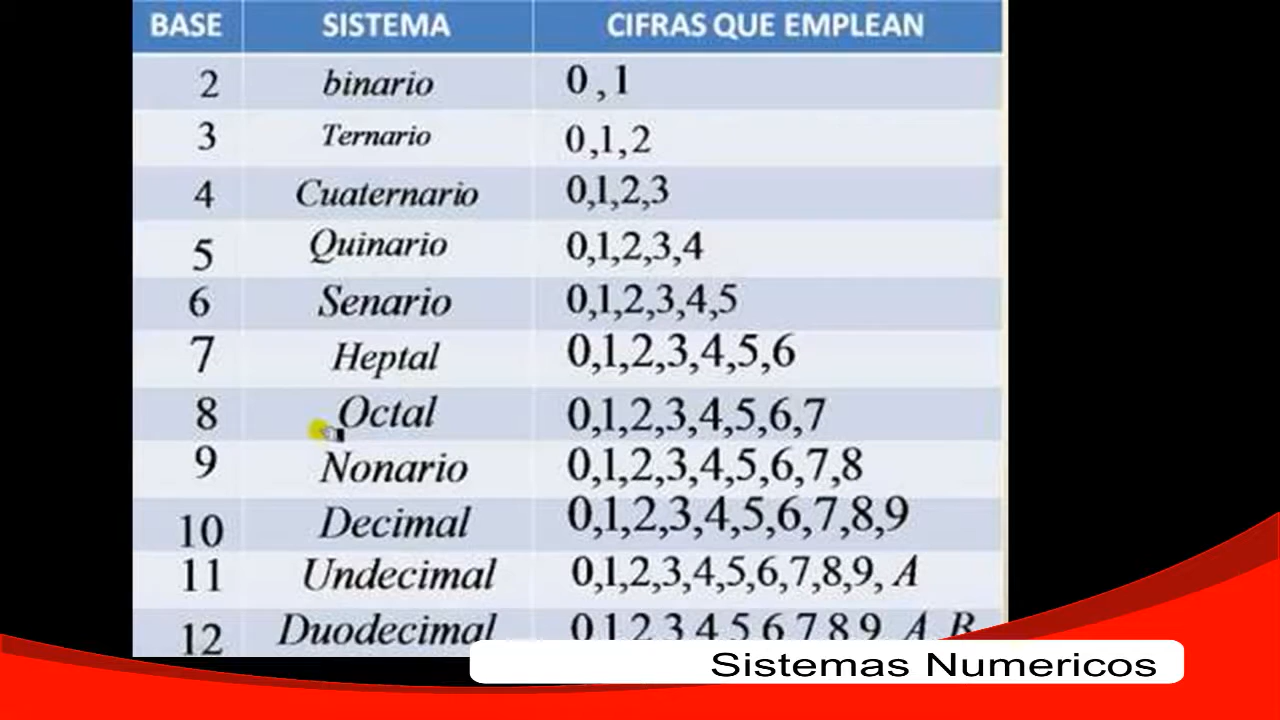 BASE SISTEMA CIFRAS QUE EMPLEAN
2 binario 0 , 1
3 Ternario 0,1,2
4 Cuaternario 0,1,2,3
5 Quinario 0,1,2,3,4
6 Senario 0,1,2,3,4,5
7 Heptal 0,1,2,3,4,5,6
8 Octal 0,1,2,3,4,5,6,7
9 Nonario 0,1,2,3,4,5,6,7,8
10 Decimal 0,1,2,3,4,5,6,7,8,9
11 Undecimal 0,1,2,3,4,5,6,7,8,9, A
12 Duodecimal 0 1 2 3 4 5 6 7 8 9 A B
Sistemas Numericos